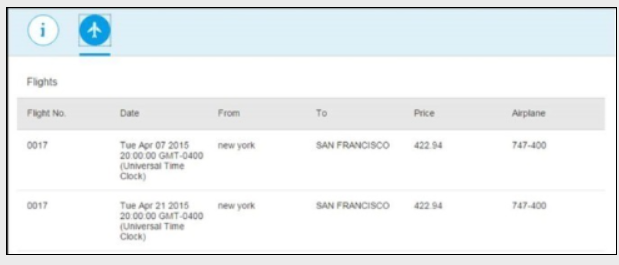 i
Flights
Flight No. Date From To Price Airplane
0017 Tue Apr 07 2015 new york SAN FRANCISCO 422.94 747-400
20:00:00 GMT-0400
(Universal Time
Clock)
0017 Tue Apr 21 2015 new york SAN FRANCISCO 422.94 747-400
20:00:00 GMT-0400
(Universal Time
Clock)